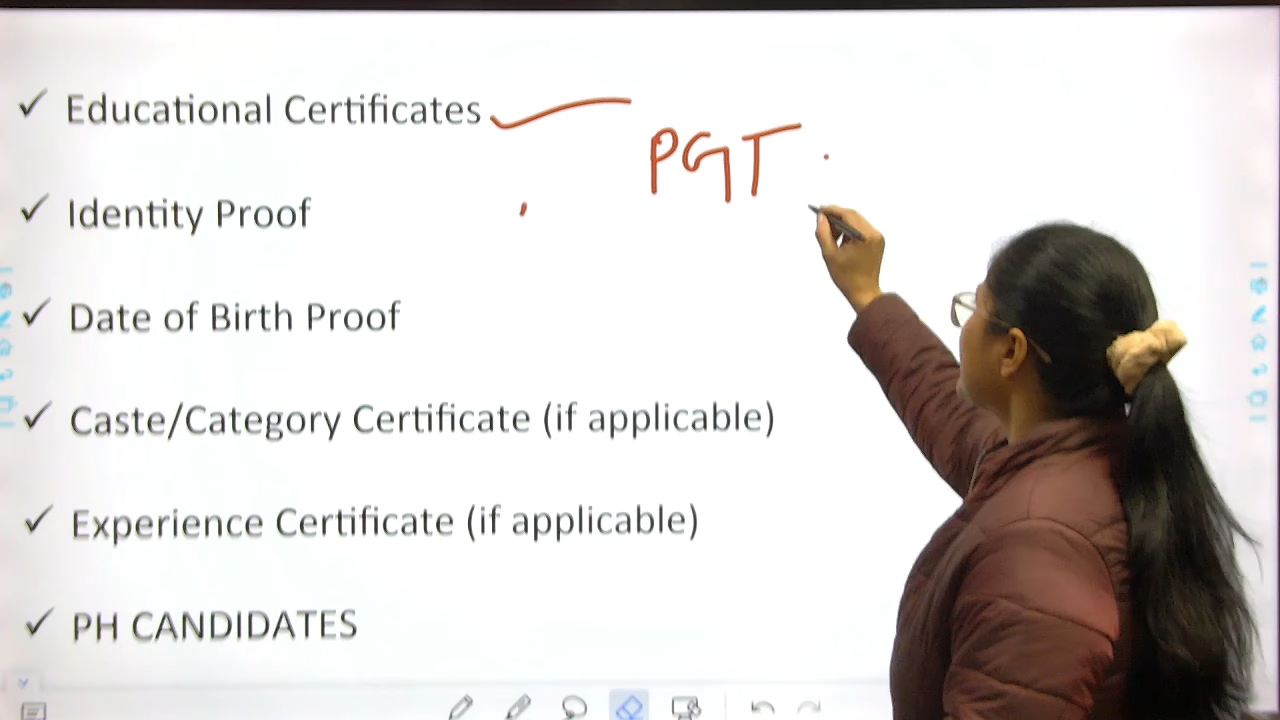 ✓ Educational Certificates
PGT
✓ Identity Proof
✓ Date of Birth Proof
✓ Caste/Category Certificate (if applicable)
✓ Experience Certificate (if applicable)
✓ PH CANDIDATES